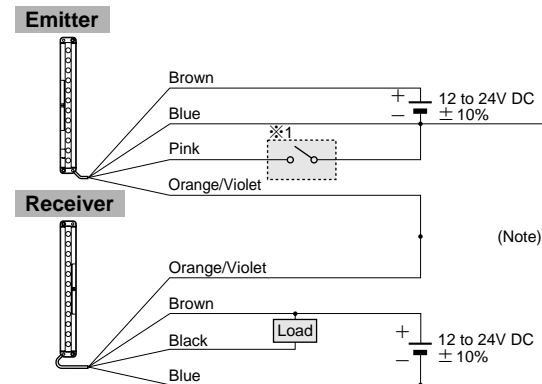 Emitter
Brown
+
12 to 24V DC
Blue
−
± 10%
※1
Pink
Orange/Violet
Receiver
(Note)
Orange/Violet
Brown
Load
+
12 to 24V DC
Black
−
± 10%
Blue